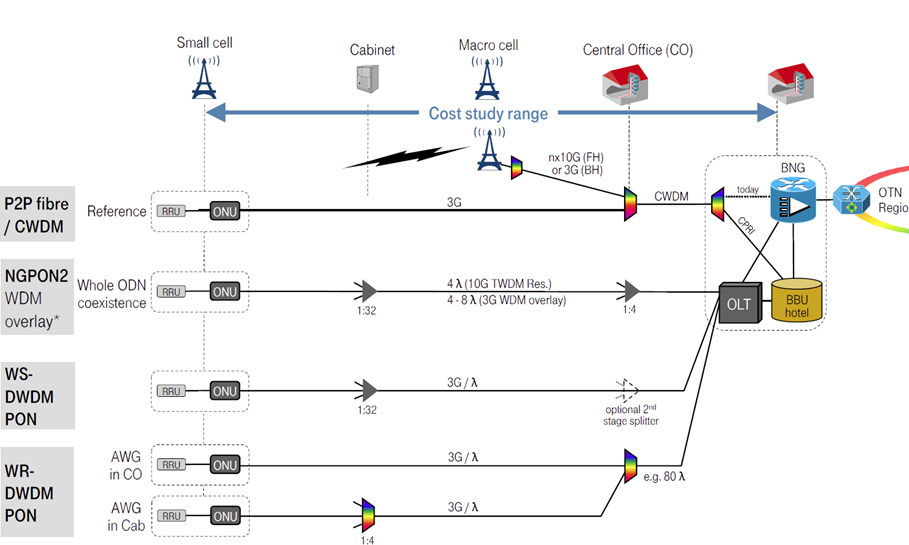 Small cell
Cabinet
Macro cell
Central Office (CO)
Cost study range
nx10G (FH)
or 3G (BH)
BNG
P2P fibre
/ CWDM
Reference
RRU
ONU
3G
CWDM
today
CPRI
OTN
Regio
NGPON2
WDM
overlay*
Whole ODN
coexistence
RRU
ONU
1:32
4 λ (10G TWDM Res.)
4 - 8 λ (3G WDM overlay)
1:4
OLT
BBU
hotel
WS-
DWDM
PON
RRU
ONU
1:32
3G / λ
optional 2nd
stage splitter
WR-
DWDM
PON
AWG
in CO
RRU
ONU
3G / λ
e.g. 80 λ
AWG
in Cab
RRU
ONU
1:4
3G / λ